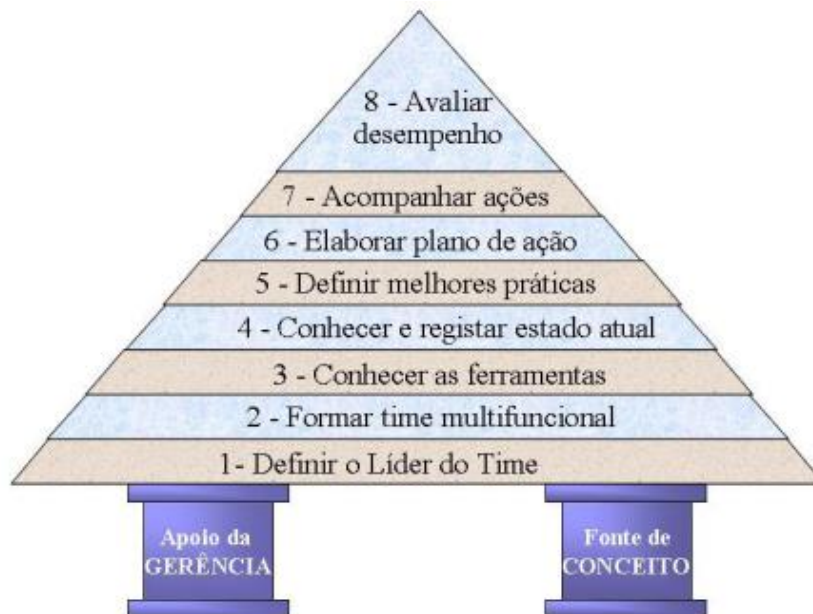 8 - Avaliar
desempenho
7 - Acompanhar ações
6 - Elaborar plano de ação
5 - Definir melhores práticas
4 - Conhecer e registar estado atual
3 - Conhecer as ferramentas
2 - Formar time multifuncional
1- Definir o Líder do Time
Apoio da
GERÊNCIA
Fonte de
CONCEITO